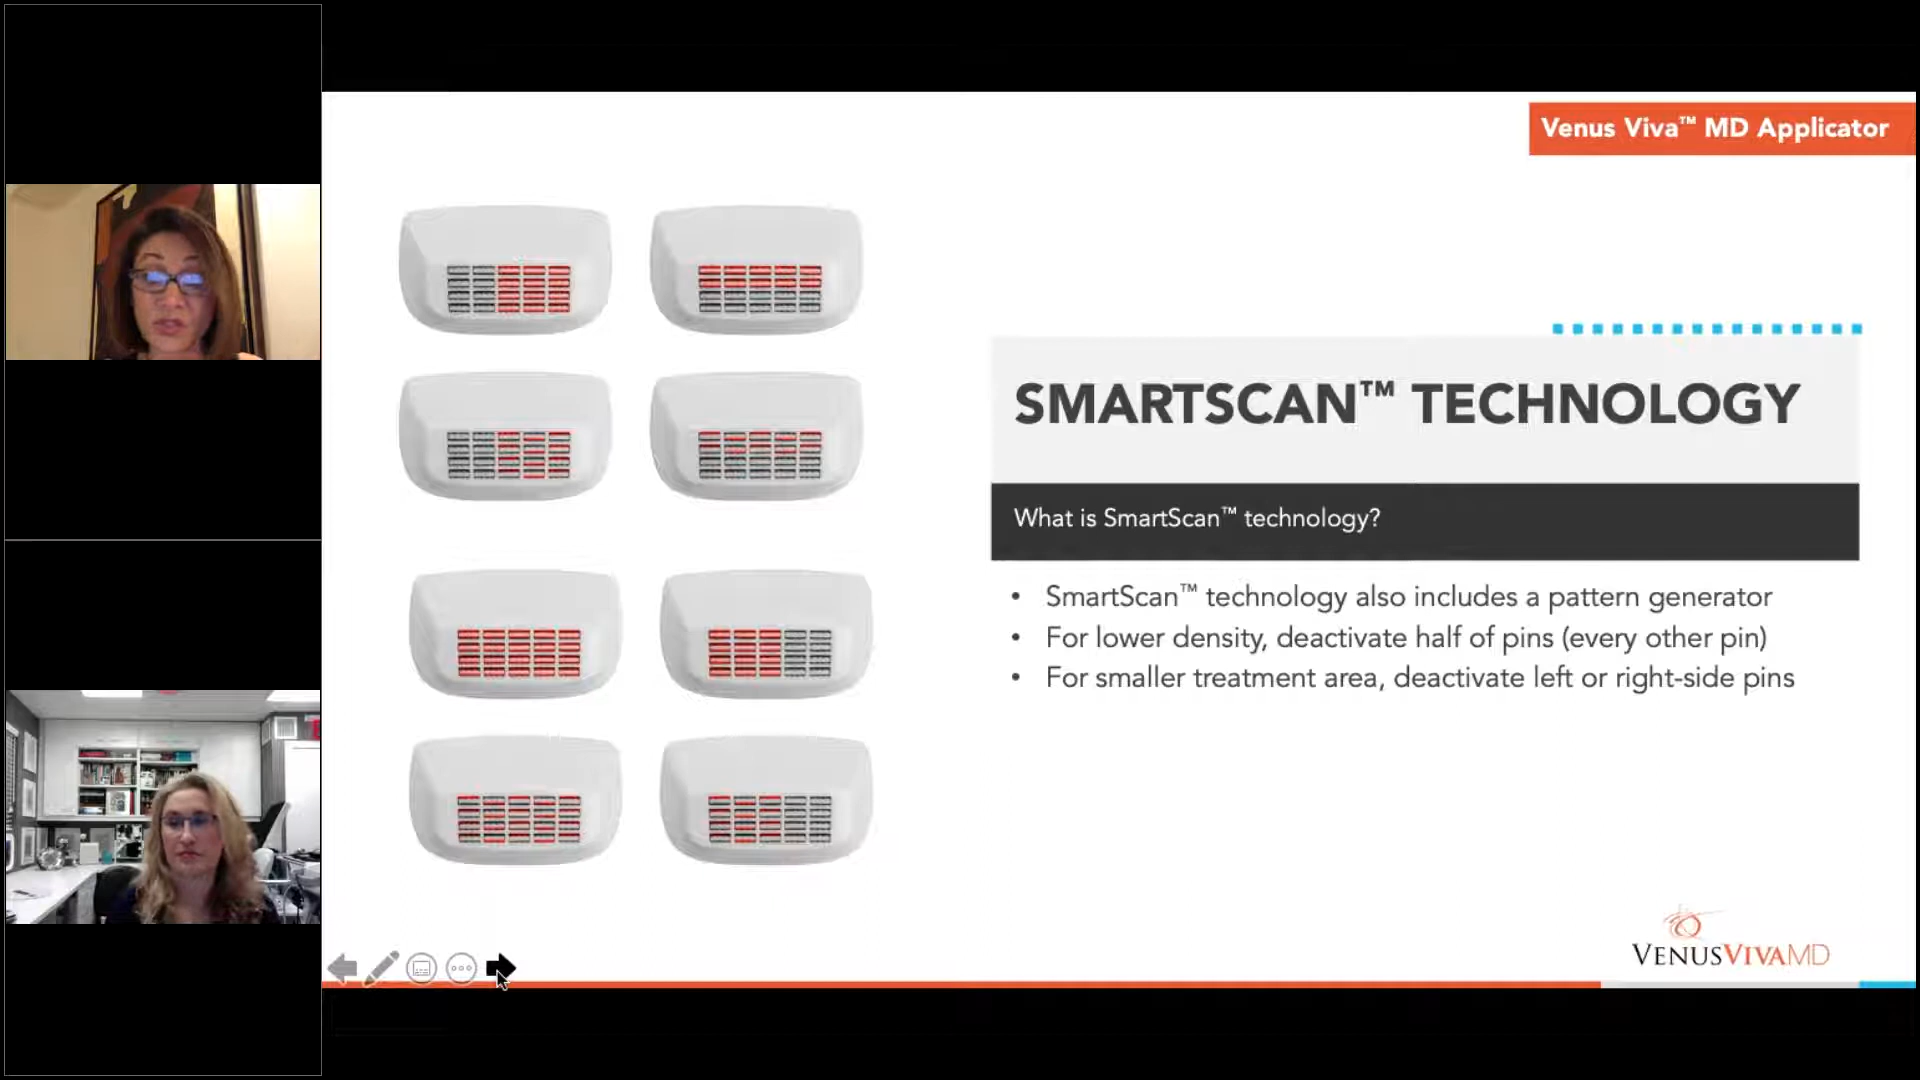 Venus Viva™ MD Applicator
SMARTSCAN™ TECHNOLOGY
What is SmartScan™ technology?
• SmartScan™ technology also includes a pattern generator
• For lower density, deactivate half of pins (every other pin)
• For smaller treatment area, deactivate left or right-side pins
VENUSVIVAMD